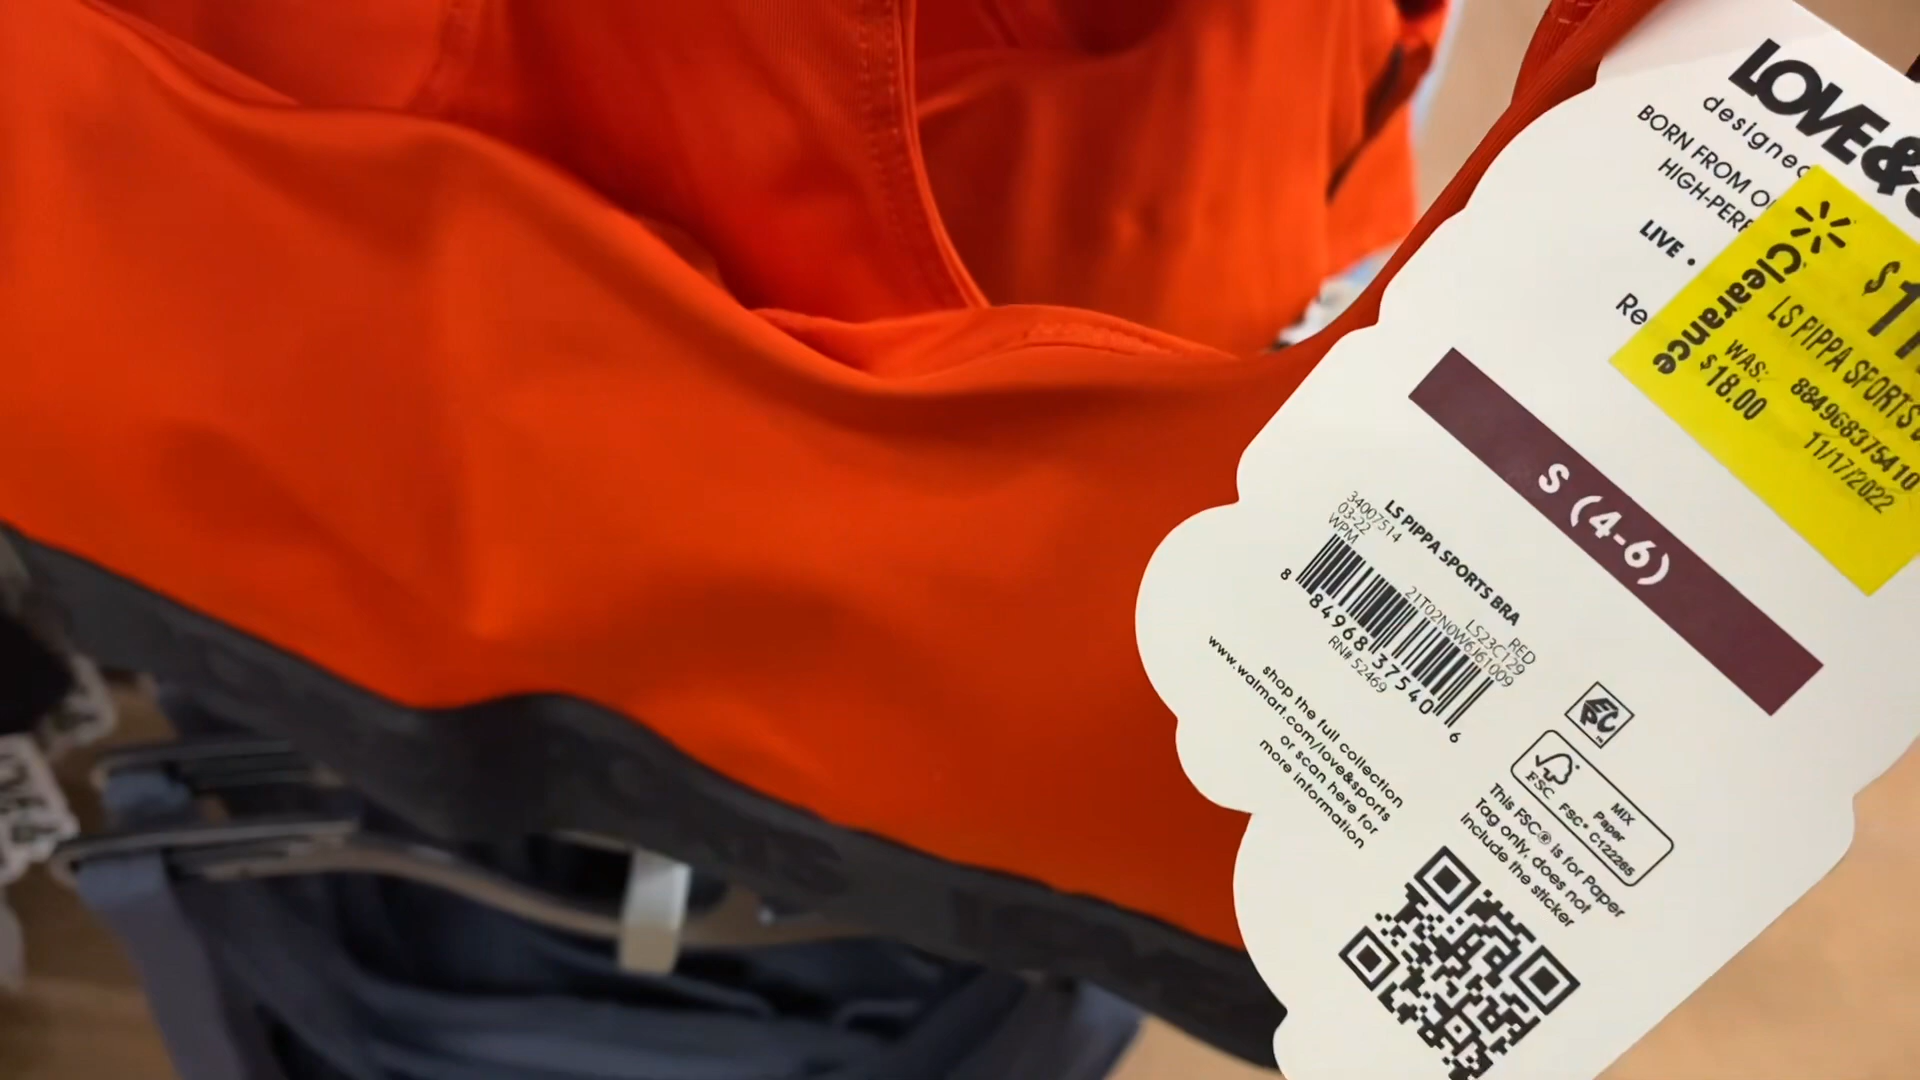 LOVE&
designed
BORN FROM
HIGH-PERF
LIVE •
Re
Clearance
$1
LS PIPPA SPORTS
WAS:
$18.00
88496837541
11/17/2022
S (4-6)
34007514
03-22
WPM
LS PIPPA SPORTS BRA
RED
LS23C129
21T02N0W6J61009
8 84968 37540 6
RN# 52469
shop the full collection
www.walmart.com/love&sports
or scan here for
more information
EPC
FSC
MIX
Paper
FSC® C122265
This FSC® is for Paper
Tag only, does not
include the sticker